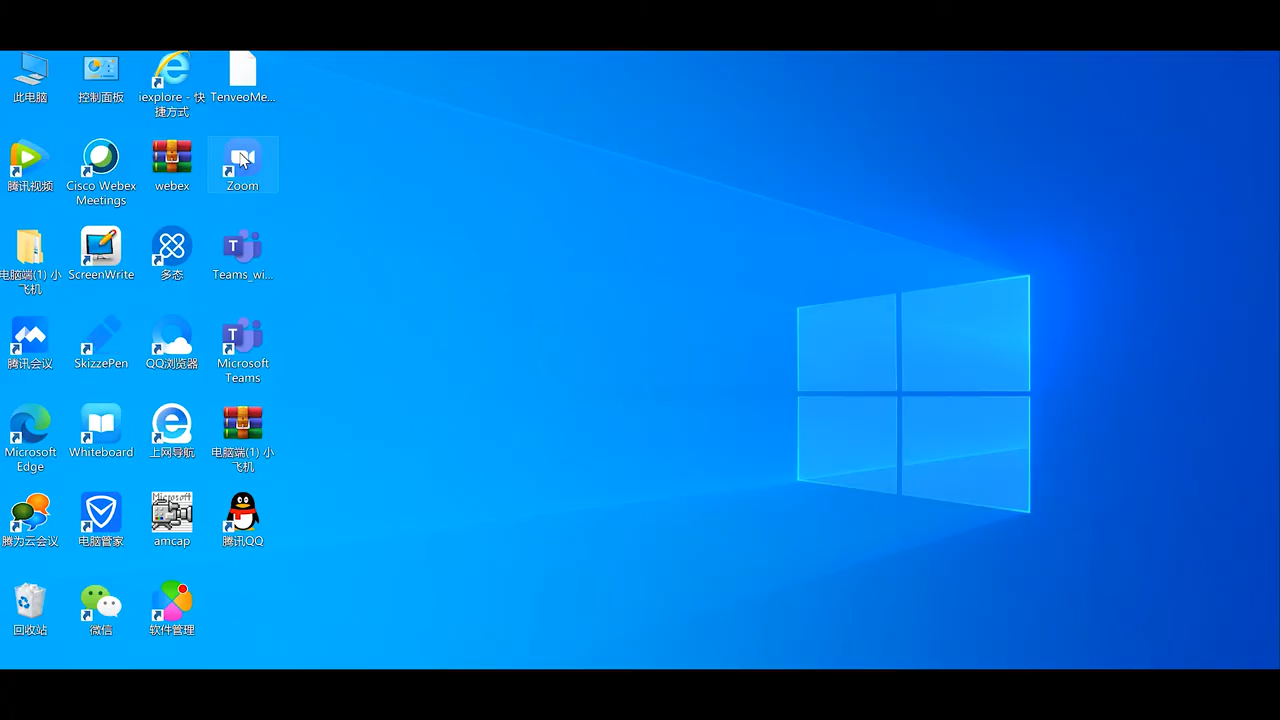 此电脑
控制面板
iexplore - 快
捷方式
TenveoMe...
腾讯视频
Cisco Webex
Meetings
webex
Zoom
电脑端(1) 小
飞机
ScreenWrite
多态
Teams_wi...
腾讯会议
SkizzePen
QQ浏览器
Microsoft
Teams
Microsoft
Edge
Whiteboard
上网导航
电脑端(1) 小
飞机
腾为云会议
电脑管家
Microsoft
amcap
腾讯QQ
回收站
微信
软件管理